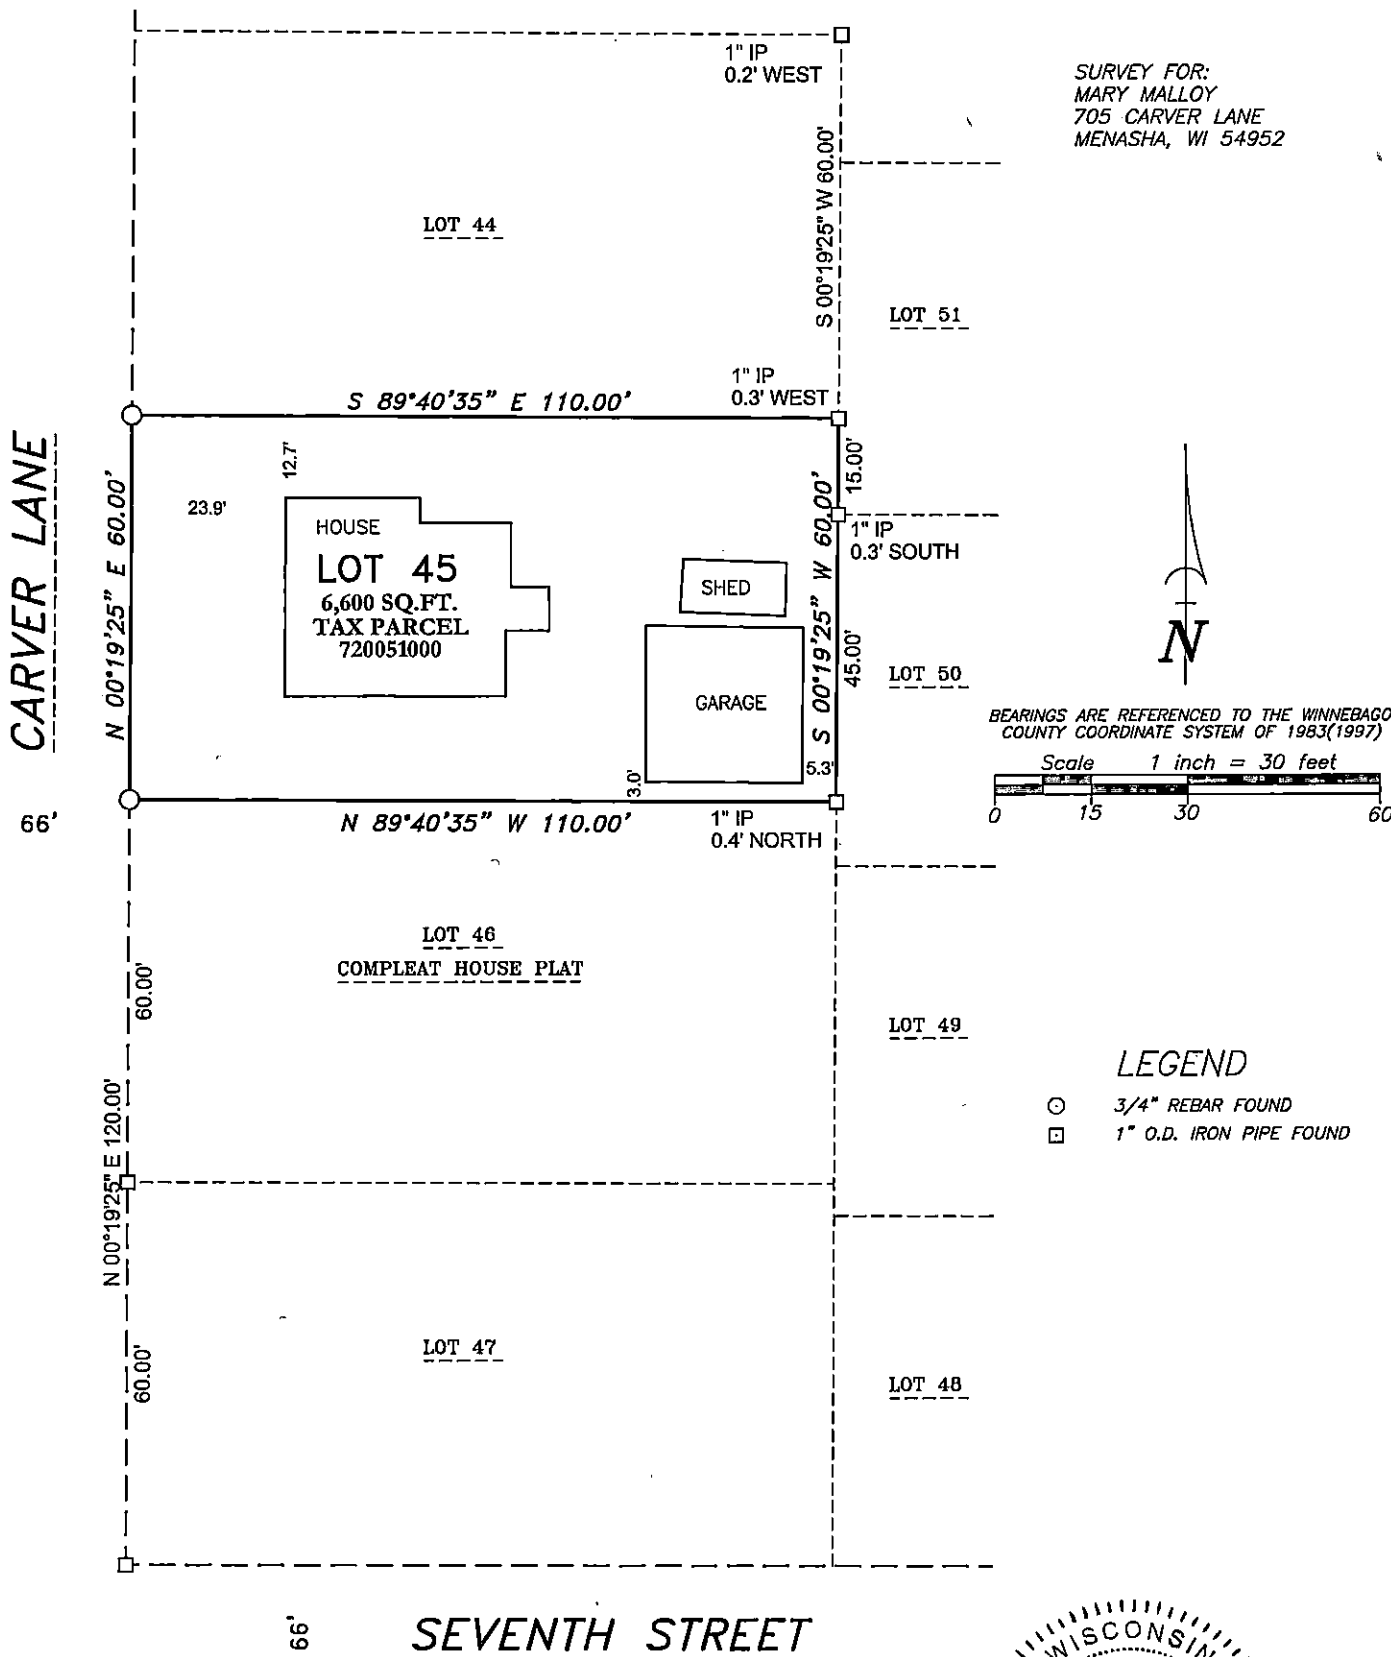 1" IP
0.2' WEST
SURVEY FOR:
MARY MALLOY
705 CARVER LANE
MENASHA, WI 54952
S 00°19'25" W 60.00'
LOT 44
LOT 51
1" IP
0.3' WEST
S 89°40'35" E 110.00'
CARVER LANE
66'
N 00°19'25" E 60.00'
12.7'
23.9'
HOUSE
LOT 45
6,600 SQ.FT.
TAX PARCEL
720051000
SHED
GARAGE
3.0'
5.3'
S 00°19'25" W 60.00'
15.00'
1" IP
0.3' SOUTH
45.00'
LOT 50
N
BEARINGS ARE REFERENCED TO THE WINNEBAGO
COUNTY COORDINATE SYSTEM OF 1983(1997)
Scale 1 inch = 30 feet
0 15 30 60
N 89°40'35" W 110.00'
1" IP
0.4' NORTH
LOT 46
COMPLEAT HOUSE PLAT
60.00'
LOT 49
LEGEND
3/4" REBAR FOUND
1" O.D. IRON PIPE FOUND
N 00°19'25" E 120.00'
LOT 47
60.00'
LOT 48
66'
SEVENTH STREET
WISCONSIN